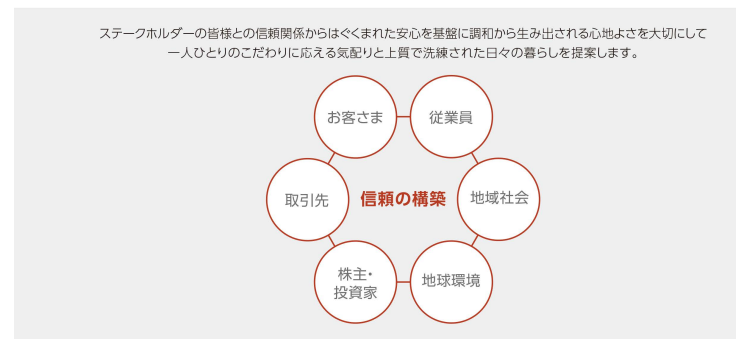 ステークホルダーの皆様との信頼関係からはぐくまれた安心を基盤に調和から生み出される心地よさを大切にして
一人ひとりのこだわりに応える気配りと上質で洗練された日々の暮らしを提案します。
お客さま
従業員
取引先
信頼の構築
地域社会
株主・
投資家
地球環境